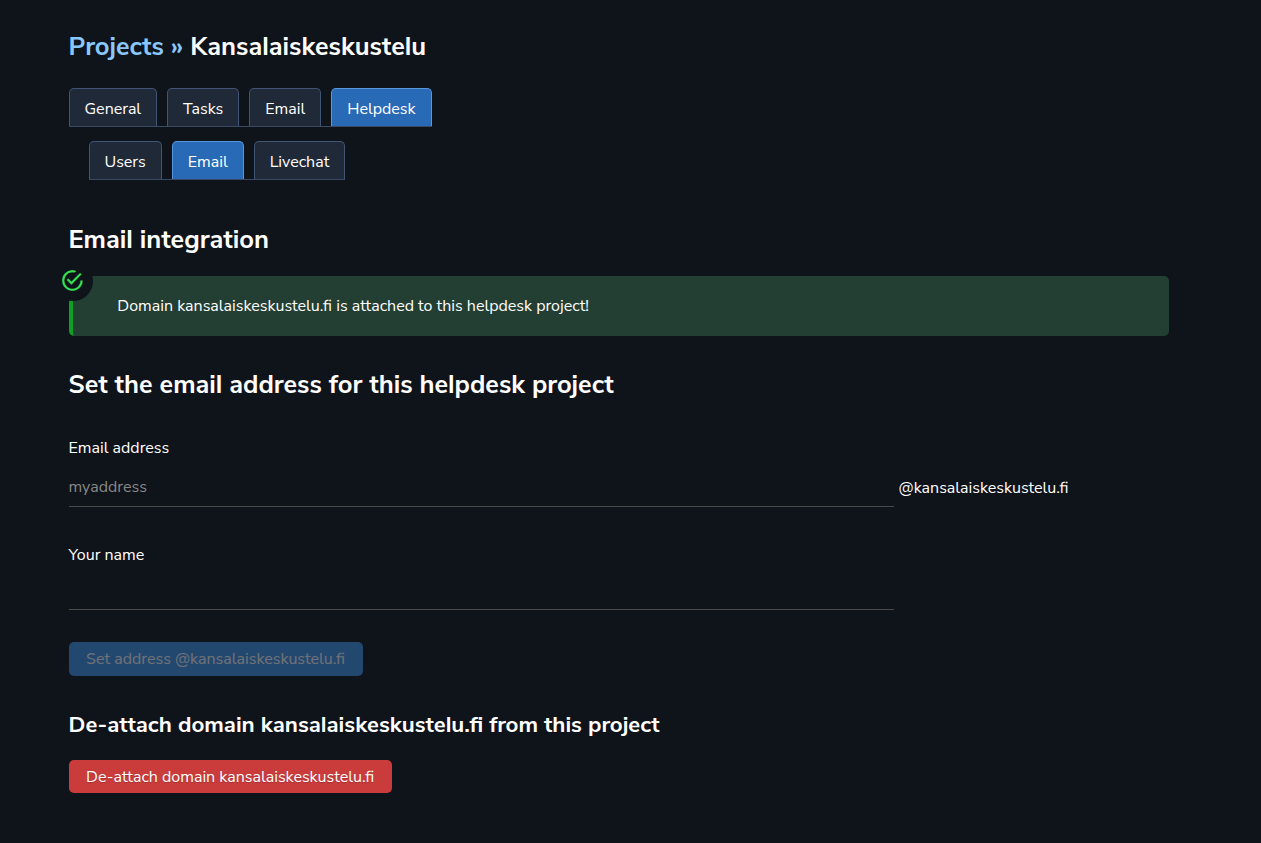 Projects » Kansalaiskeskustelu
General Tasks Email Helpdesk
Users Email Livechat
Email integration
Domain kansalaiskeskustelu.fi is attached to this helpdesk project!
Set the email address for this helpdesk project
Email address
myaddress @kansalaiskeskustelu.fi
Your name
Set address @kansalaiskeskustelu.fi
De-attach domain kansalaiskeskustelu.fi from this project
De-attach domain kansalaiskeskustelu.fi